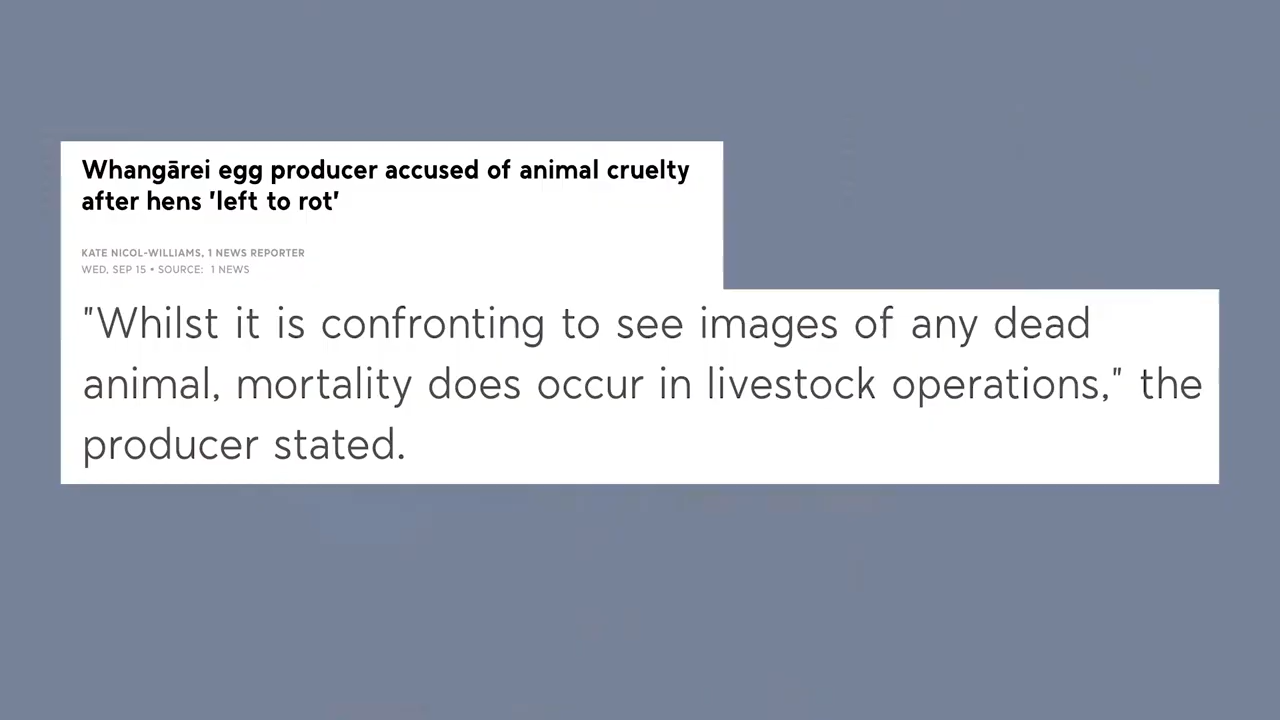 Whangārei egg producer accused of animal cruelty
after hens 'left to rot'
KATE NICOL-WILLIAMS, 1 NEWS REPORTER
WED, SEP 15 • SOURCE: 1 NEWS
"Whilst it is confronting to see images of any dead
animal, mortality does occur in livestock operations," the
producer stated.